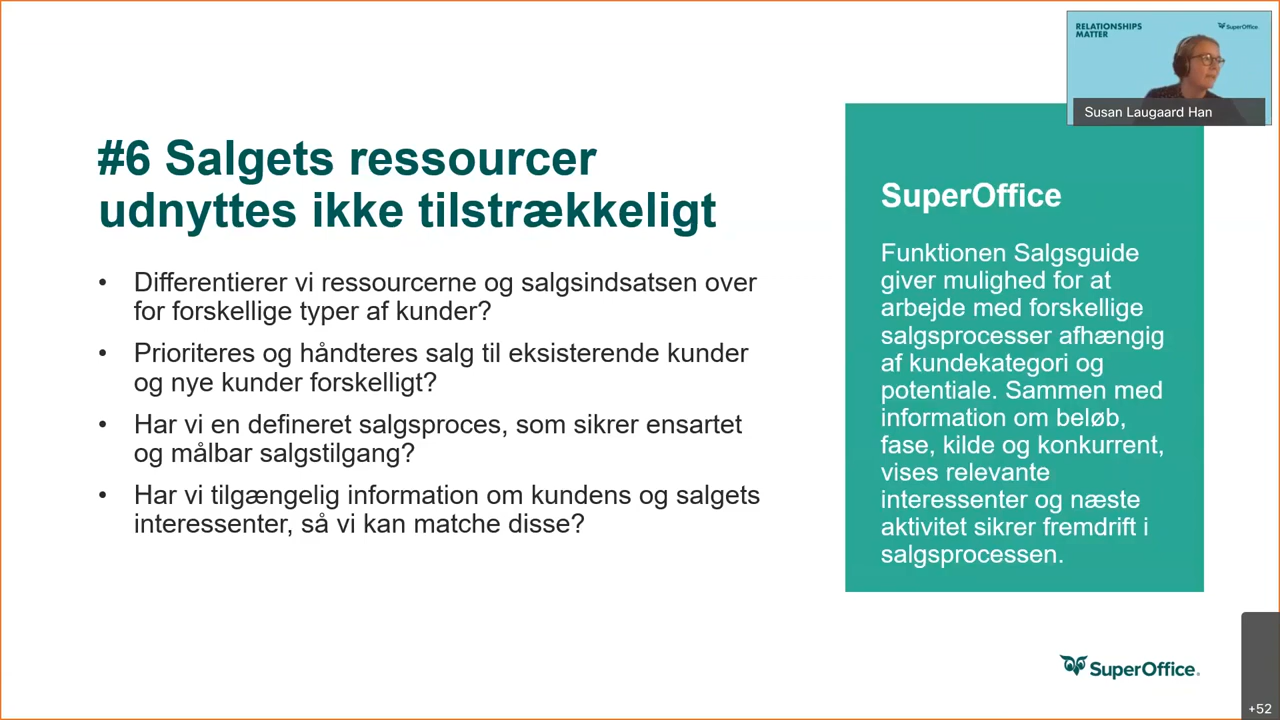 RELATIONSHIPS
MATTER
SuperOffice
Susan Laugaard Han
#6 Salgets ressourcer
udnyttes ikke tilstrækkeligt
• Differentierer vi ressourcerne og salgsindsatsen over
for forskellige typer af kunder?
• Prioriteres og håndteres salg til eksisterende kunder
og nye kunder forskelligt?
• Har vi en defineret salgsproces, som sikrer ensartet
og målbar salgstilgang?
• Har vi tilgængelig information om kundens og salgets
interessenter, så vi kan matche disse?
SuperOffice
Funktionen Salgsguide
giver mulighed for at
arbejde med forskellige
salgsprocesser afhængig
af kundekategori og
potentiale. Sammen med
information om beløb,
fase, kilde og konkurrent,
vises relevante
interessenter og næste
aktivitet sikrer fremdrift i
salgsprocessen.
SuperOffice.
+52